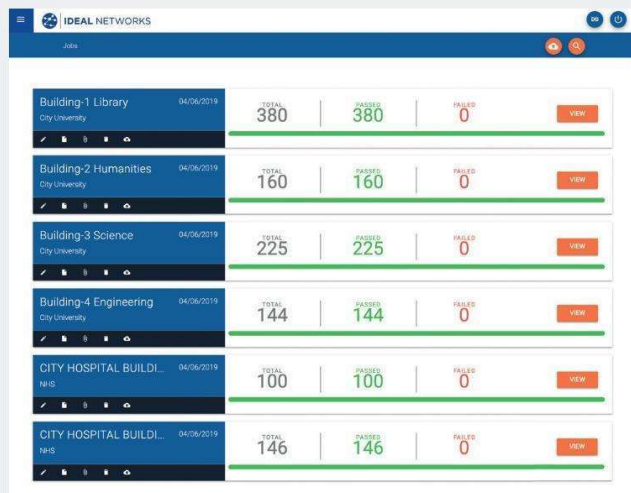 IDEAL NETWORKS
DB
Jobs
Building-1 Library 04/06/2019
City University
TOTAL PASSED FAILED
380 380 0 VIEW
Building-2 Humanities 04/06/2019
City University
TOTAL PASSED FAILED
160 160 0 VIEW
Building-3 Science 04/06/2019
City University
TOTAL PASSED FAILED
225 225 0 VIEW
Building-4 Engineering 04/06/2019
City University
TOTAL PASSED FAILED
144 144 0 VIEW
CITY HOSPITAL BUILDI... 04/06/2019
NHS
TOTAL PASSED FAILED
100 100 0 VIEW
CITY HOSPITAL BUILDI... 04/06/2019
NHS
TOTAL PASSED FAILED
146 146 0 VIEW